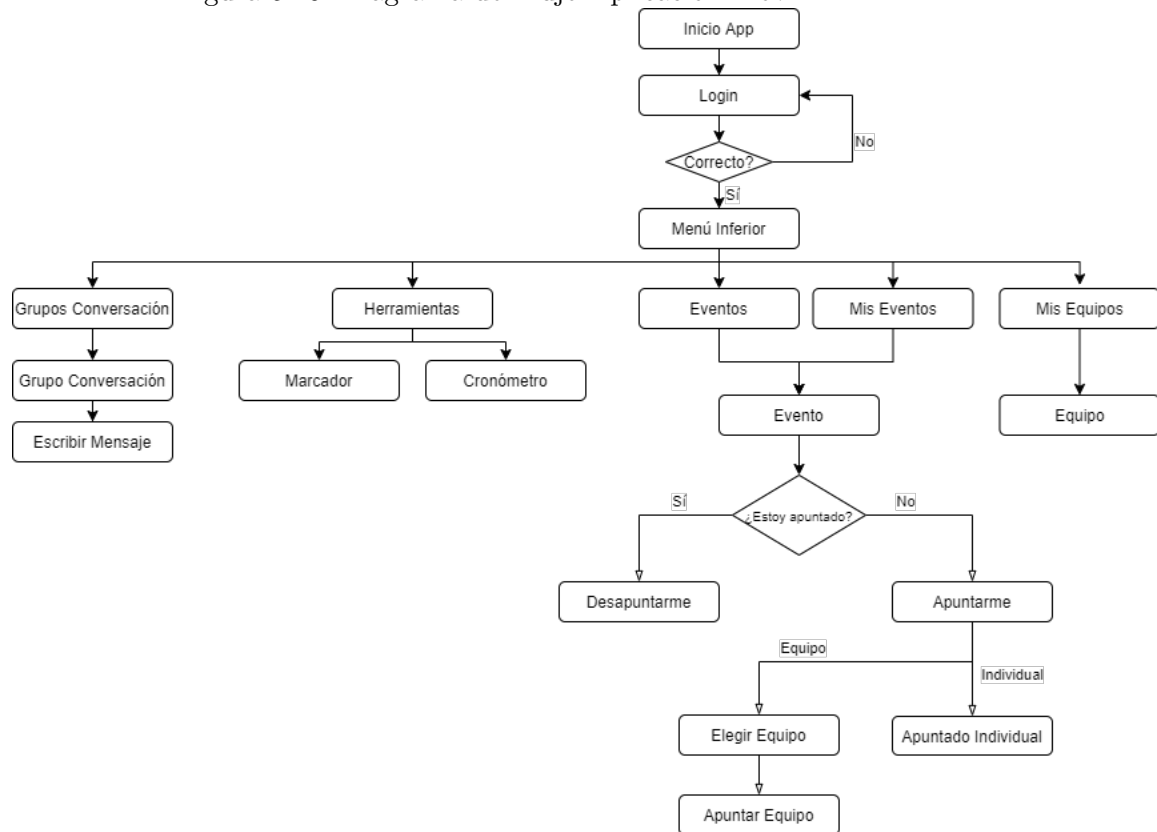 Inicio App
Login
No
Correcto?
Sí
Menú Inferior
Grupos Conversación
Herramientas
Eventos
Mis Eventos
Mis Equipos
Grupo Conversación
Marcador
Cronómetro
Evento
Equipo
Escribir Mensaje
Sí
No
¿Estoy apuntado?
Desapuntarme
Apuntarme
Equipo
Individual
Elegir Equipo
Apuntado Individual
Apuntar Equipo